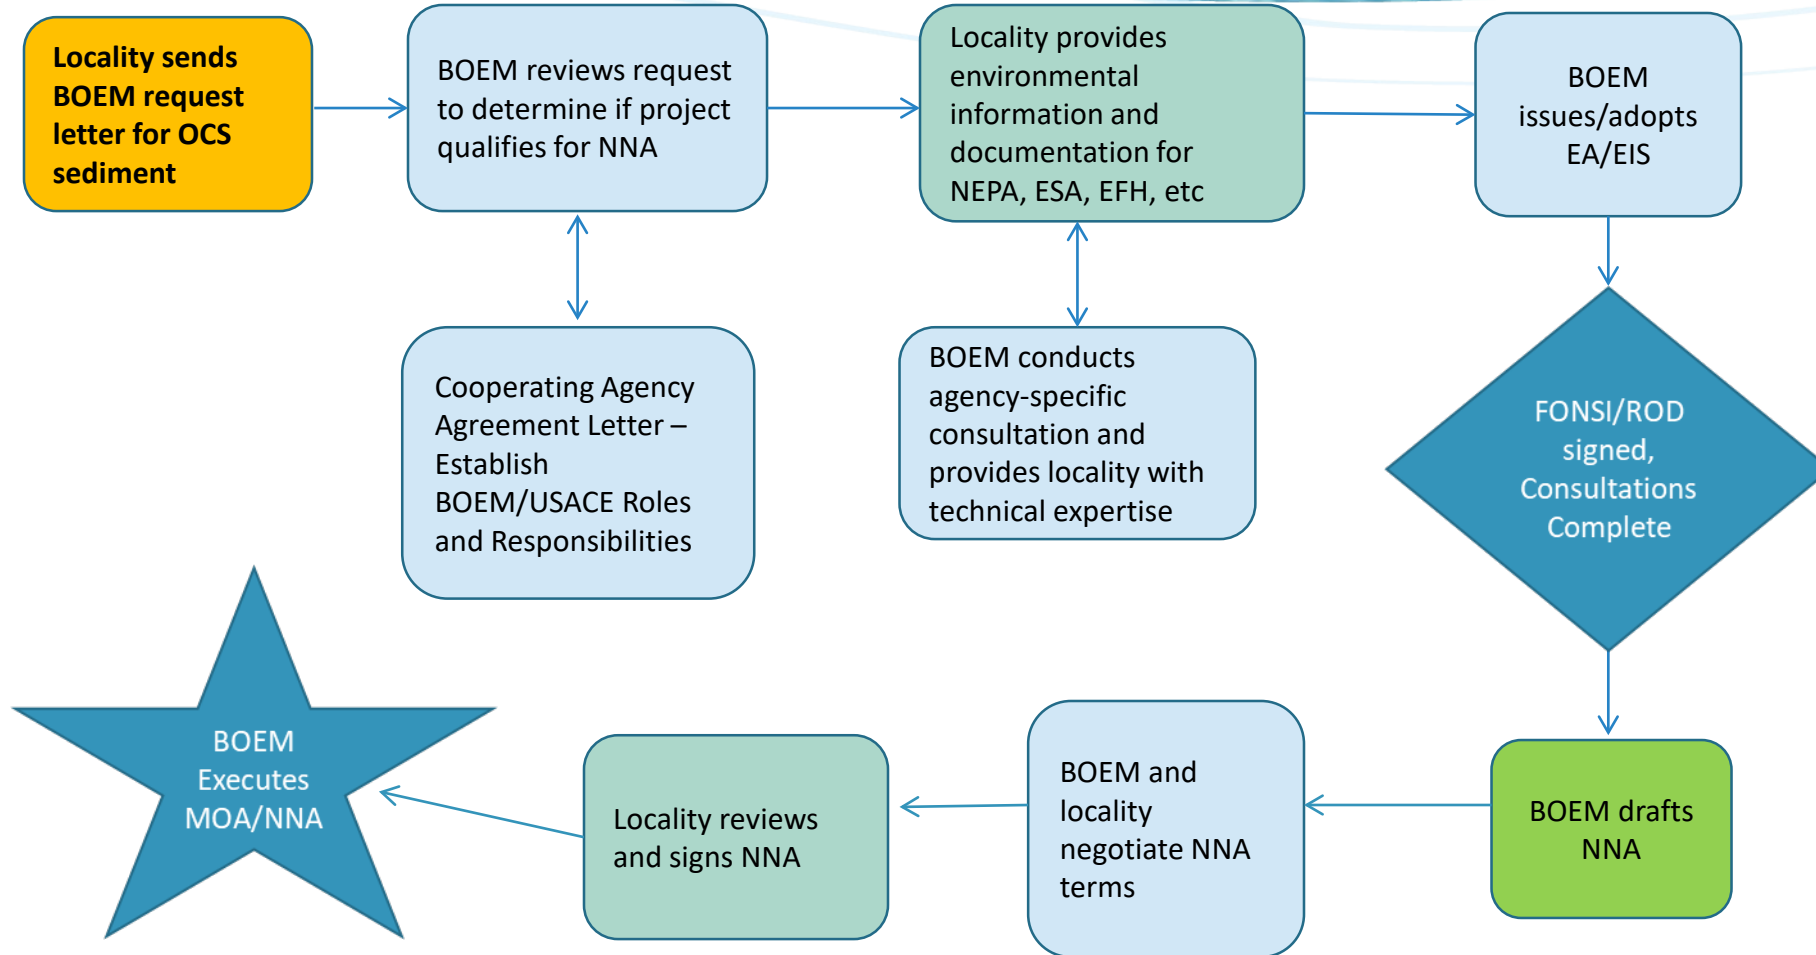 Locality sends
BOEM request
letter for OCS
sediment
BOEM reviews request
to determine if project
qualifies for NNA
Locality provides
environmental
information and
documentation for
NEPA, ESA, EFH, etc
BOEM
issues/adopts
EA/EIS
Cooperating Agency
Agreement Letter –
Establish
BOEM/USACE Roles
and Responsibilities
BOEM conducts
agency-specific
consultation and
provides locality with
technical expertise
FONSI/ROD
signed,
Consultations
Complete
BOEM
Executes
MOA/NNA
Locality reviews
and signs NNA
BOEM and
locality
negotiate NNA
terms
BOEM drafts
NNA